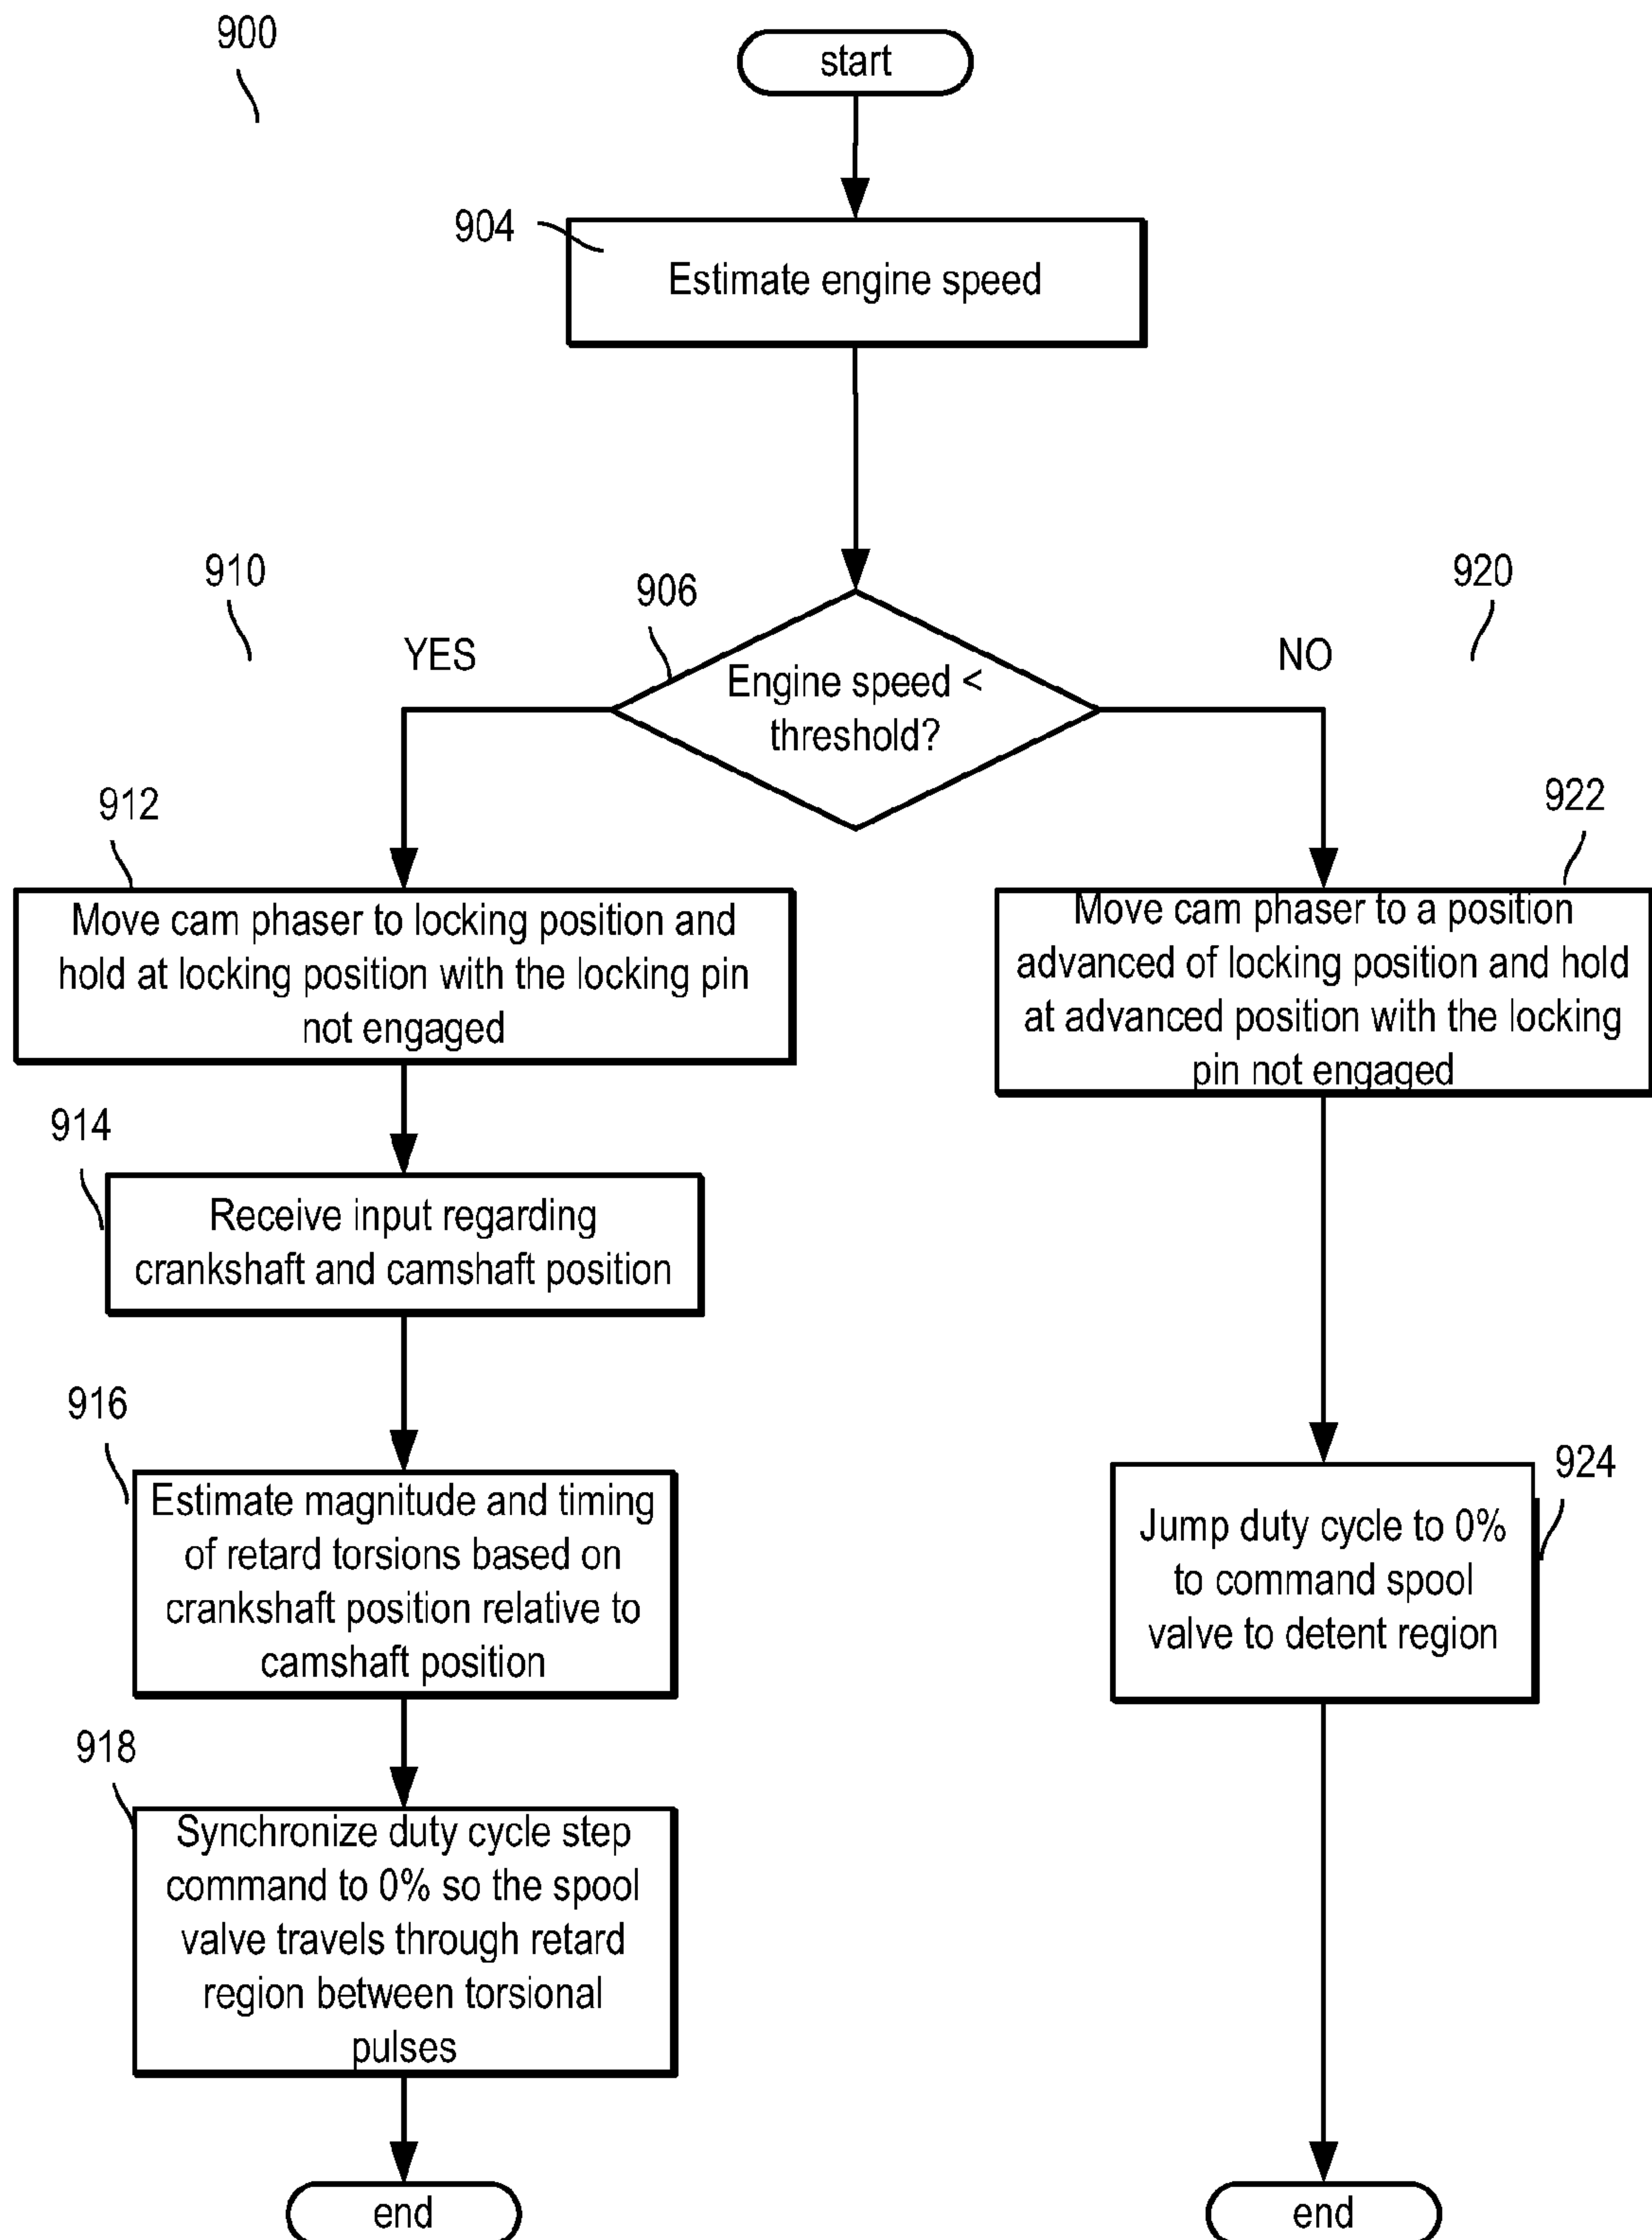 900
start
904
Estimate engine speed
910
920
906
YES
NO
Engine speed <
threshold?
912
922
Move cam phaser to locking position and
hold at locking position with the locking pin
not engaged
Move cam phaser to a position
advanced of locking position and hold
at advanced position with the locking
pin not engaged
914
Receive input regarding
crankshaft and camshaft position
916
Estimate magnitude and timing
of retard torsions based on
crankshaft position relative to
camshaft position
924
Jump duty cycle to 0%
to command spool
valve to detent region
918
Synchronize duty cycle step
command to 0% so the spool
valve travels through retard
region between torsional
pulses
end
end